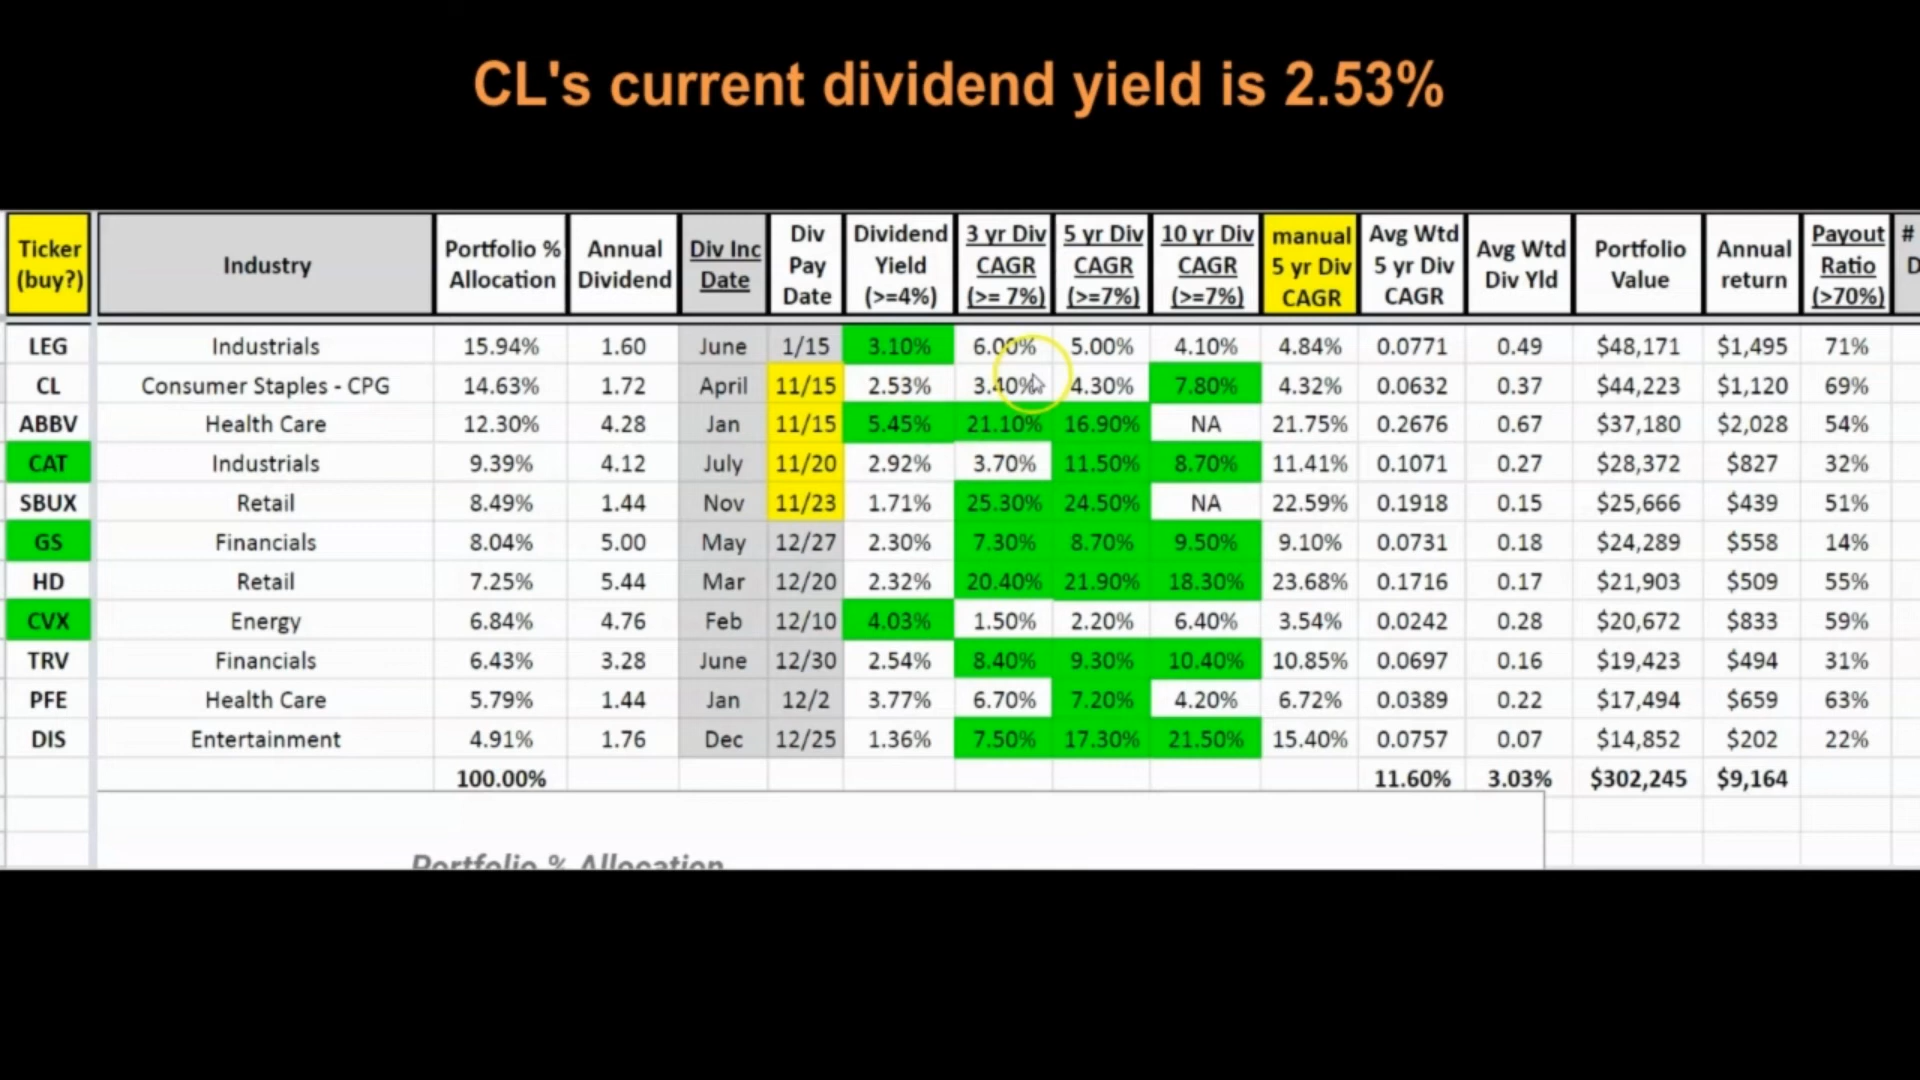 CL's current dividend yield is 2.53%
Ticker (buy?) Industry Portfolio % Allocation Annual Dividend Div Inc Date Div Pay Date Dividend Yield (>=4%) 3 yr Div CAGR (>= 7%) 5 yr Div CAGR (>=7%) 10 yr Div CAGR (>=7%) manual 5 yr Div CAGR Avg Wtd 5 yr Div CAGR Avg Wtd Div Yld Portfolio Value Annual return Payout Ratio (>70%) # D
LEG Industrials 15.94% 1.60 June 1/15 3.10% 6.00% 5.00% 4.10% 4.84% 0.0771 0.49 $48,171 $1,495 71%
CL Consumer Staples - CPG 14.63% 1.72 April 11/15 2.53% 3.40% 4.30% 7.80% 4.32% 0.0632 0.37 $44,223 $1,120 69%
ABBV Health Care 12.30% 4.28 Jan 11/15 5.45% 21.10% 16.90% NA 21.75% 0.2676 0.67 $37,180 $2,028 54%
CAT Industrials 9.39% 4.12 July 11/20 2.92% 3.70% 11.50% 8.70% 11.41% 0.1071 0.27 $28,372 $827 32%
SBUX Retail 8.49% 1.44 Nov 11/23 1.71% 25.30% 24.50% NA 22.59% 0.1918 0.15 $25,666 $439 51%
GS Financials 8.04% 5.00 May 12/27 2.30% 7.30% 8.70% 9.50% 9.10% 0.0731 0.18 $24,289 $558 14%
HD Retail 7.25% 5.44 Mar 12/20 2.32% 20.40% 21.90% 18.30% 23.68% 0.1716 0.17 $21,903 $509 55%
CVX Energy 6.84% 4.76 Feb 12/10 4.03% 1.50% 2.20% 6.40% 3.54% 0.0242 0.28 $20,672 $833 59%
TRV Financials 6.43% 3.28 June 12/30 2.54% 8.40% 9.30% 10.40% 10.85% 0.0697 0.16 $19,423 $494 31%
PFE Health Care 5.79% 1.44 Jan 12/2 3.77% 6.70% 7.20% 4.20% 6.72% 0.0389 0.22 $17,494 $659 63%
DIS Entertainment 4.91% 1.76 Dec 12/25 1.36% 7.50% 17.30% 21.50% 15.40% 0.0757 0.07 $14,852 $202 22%
100.00% 11.60% 3.03% $302,245 $9,164
Portfolio % Allocation